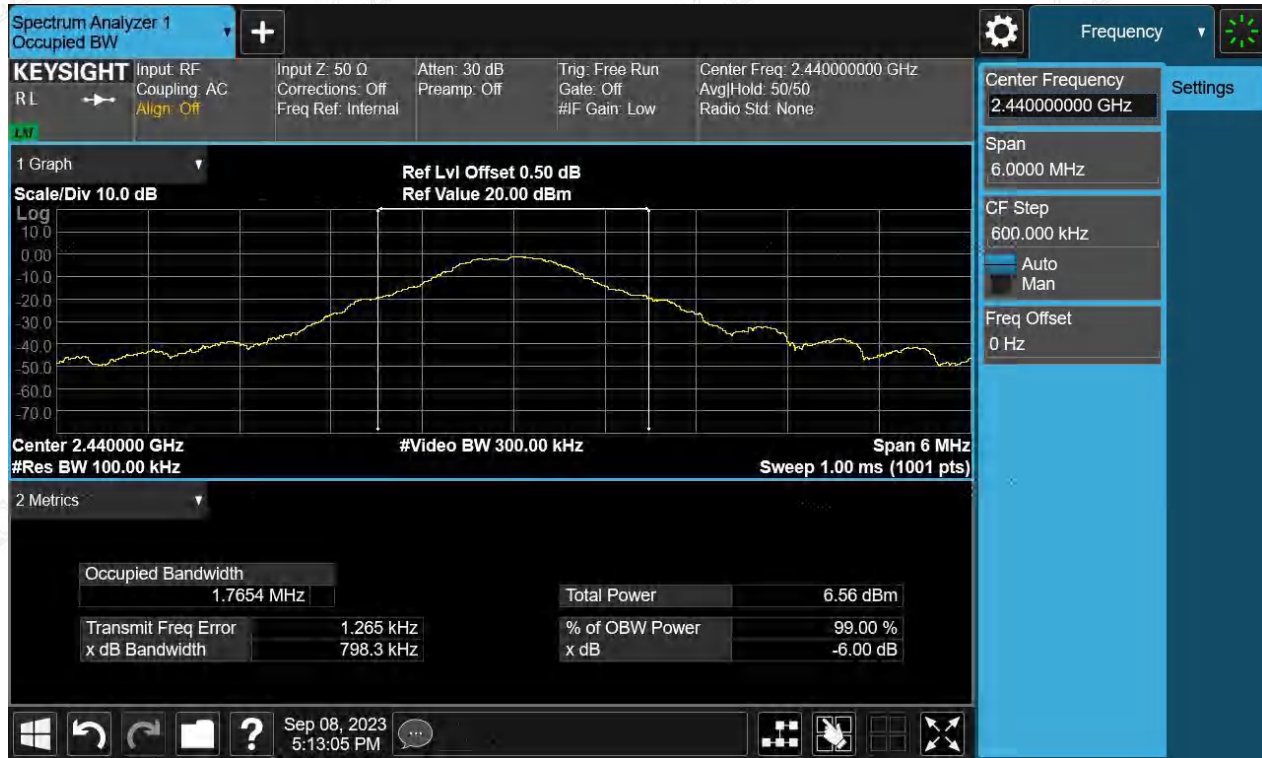 Spectrum Analyzer 1
Occupied BW
+
Frequency
KEYSIGHT
RL
LXI
Input: RF
Coupling: AC
Align: Off
Input Z: 50 Ω
Corrections: Off
Freq Ref: Internal
Atten: 30 dB
Preamp: Off
Trig: Free Run
Gate: Off
#IF Gain: Low
Center Freq: 2.440000000 GHz
Avg|Hold: 50/50
Radio Std: None
Center Frequency
2.440000000 GHz
Settings
Span
6.0000 MHz
CF Step
600.000 kHz
Auto
Man
Freq Offset
0 Hz
1 Graph
Ref Lvl Offset 0.50 dB
Scale/Div 10.0 dB
Ref Value 20.00 dBm
Log
10.0
0.00
-10.0
-20.0
-30.0
-40.0
-50.0
-60.0
-70.0
Center 2.440000 GHz
#Video BW 300.00 kHz
Span 6 MHz
#Res BW 100.00 kHz
Sweep 1.00 ms (1001 pts)
2 Metrics
Occupied Bandwidth
1.7654 MHz
Total Power 6.56 dBm
Transmit Freq Error 1.265 kHz
% of OBW Power 99.00 %
x dB Bandwidth 798.3 kHz
x dB -6.00 dB
?
Sep 08, 2023
5:13:05 PM